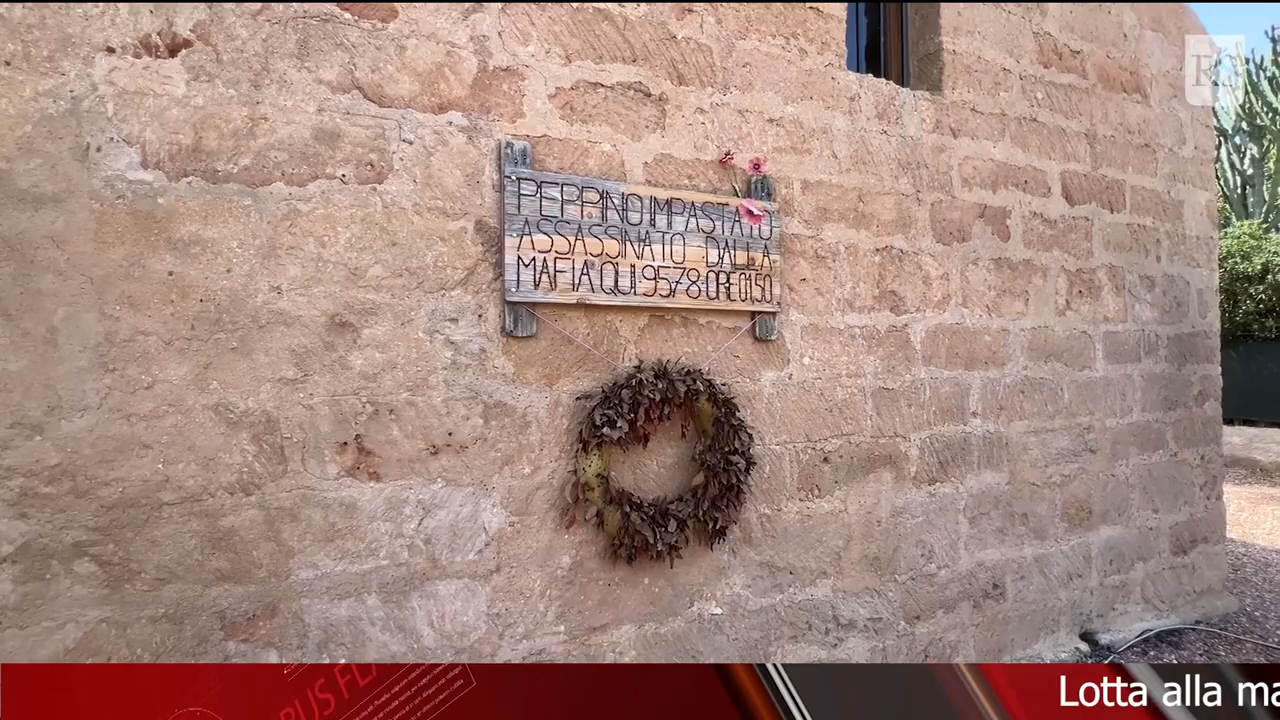 PEPPINO IMPASTATO
ASSASSINATO DALLA
MAFIA QUI·9·5·78·ORE 01,50
Lotta alla ma